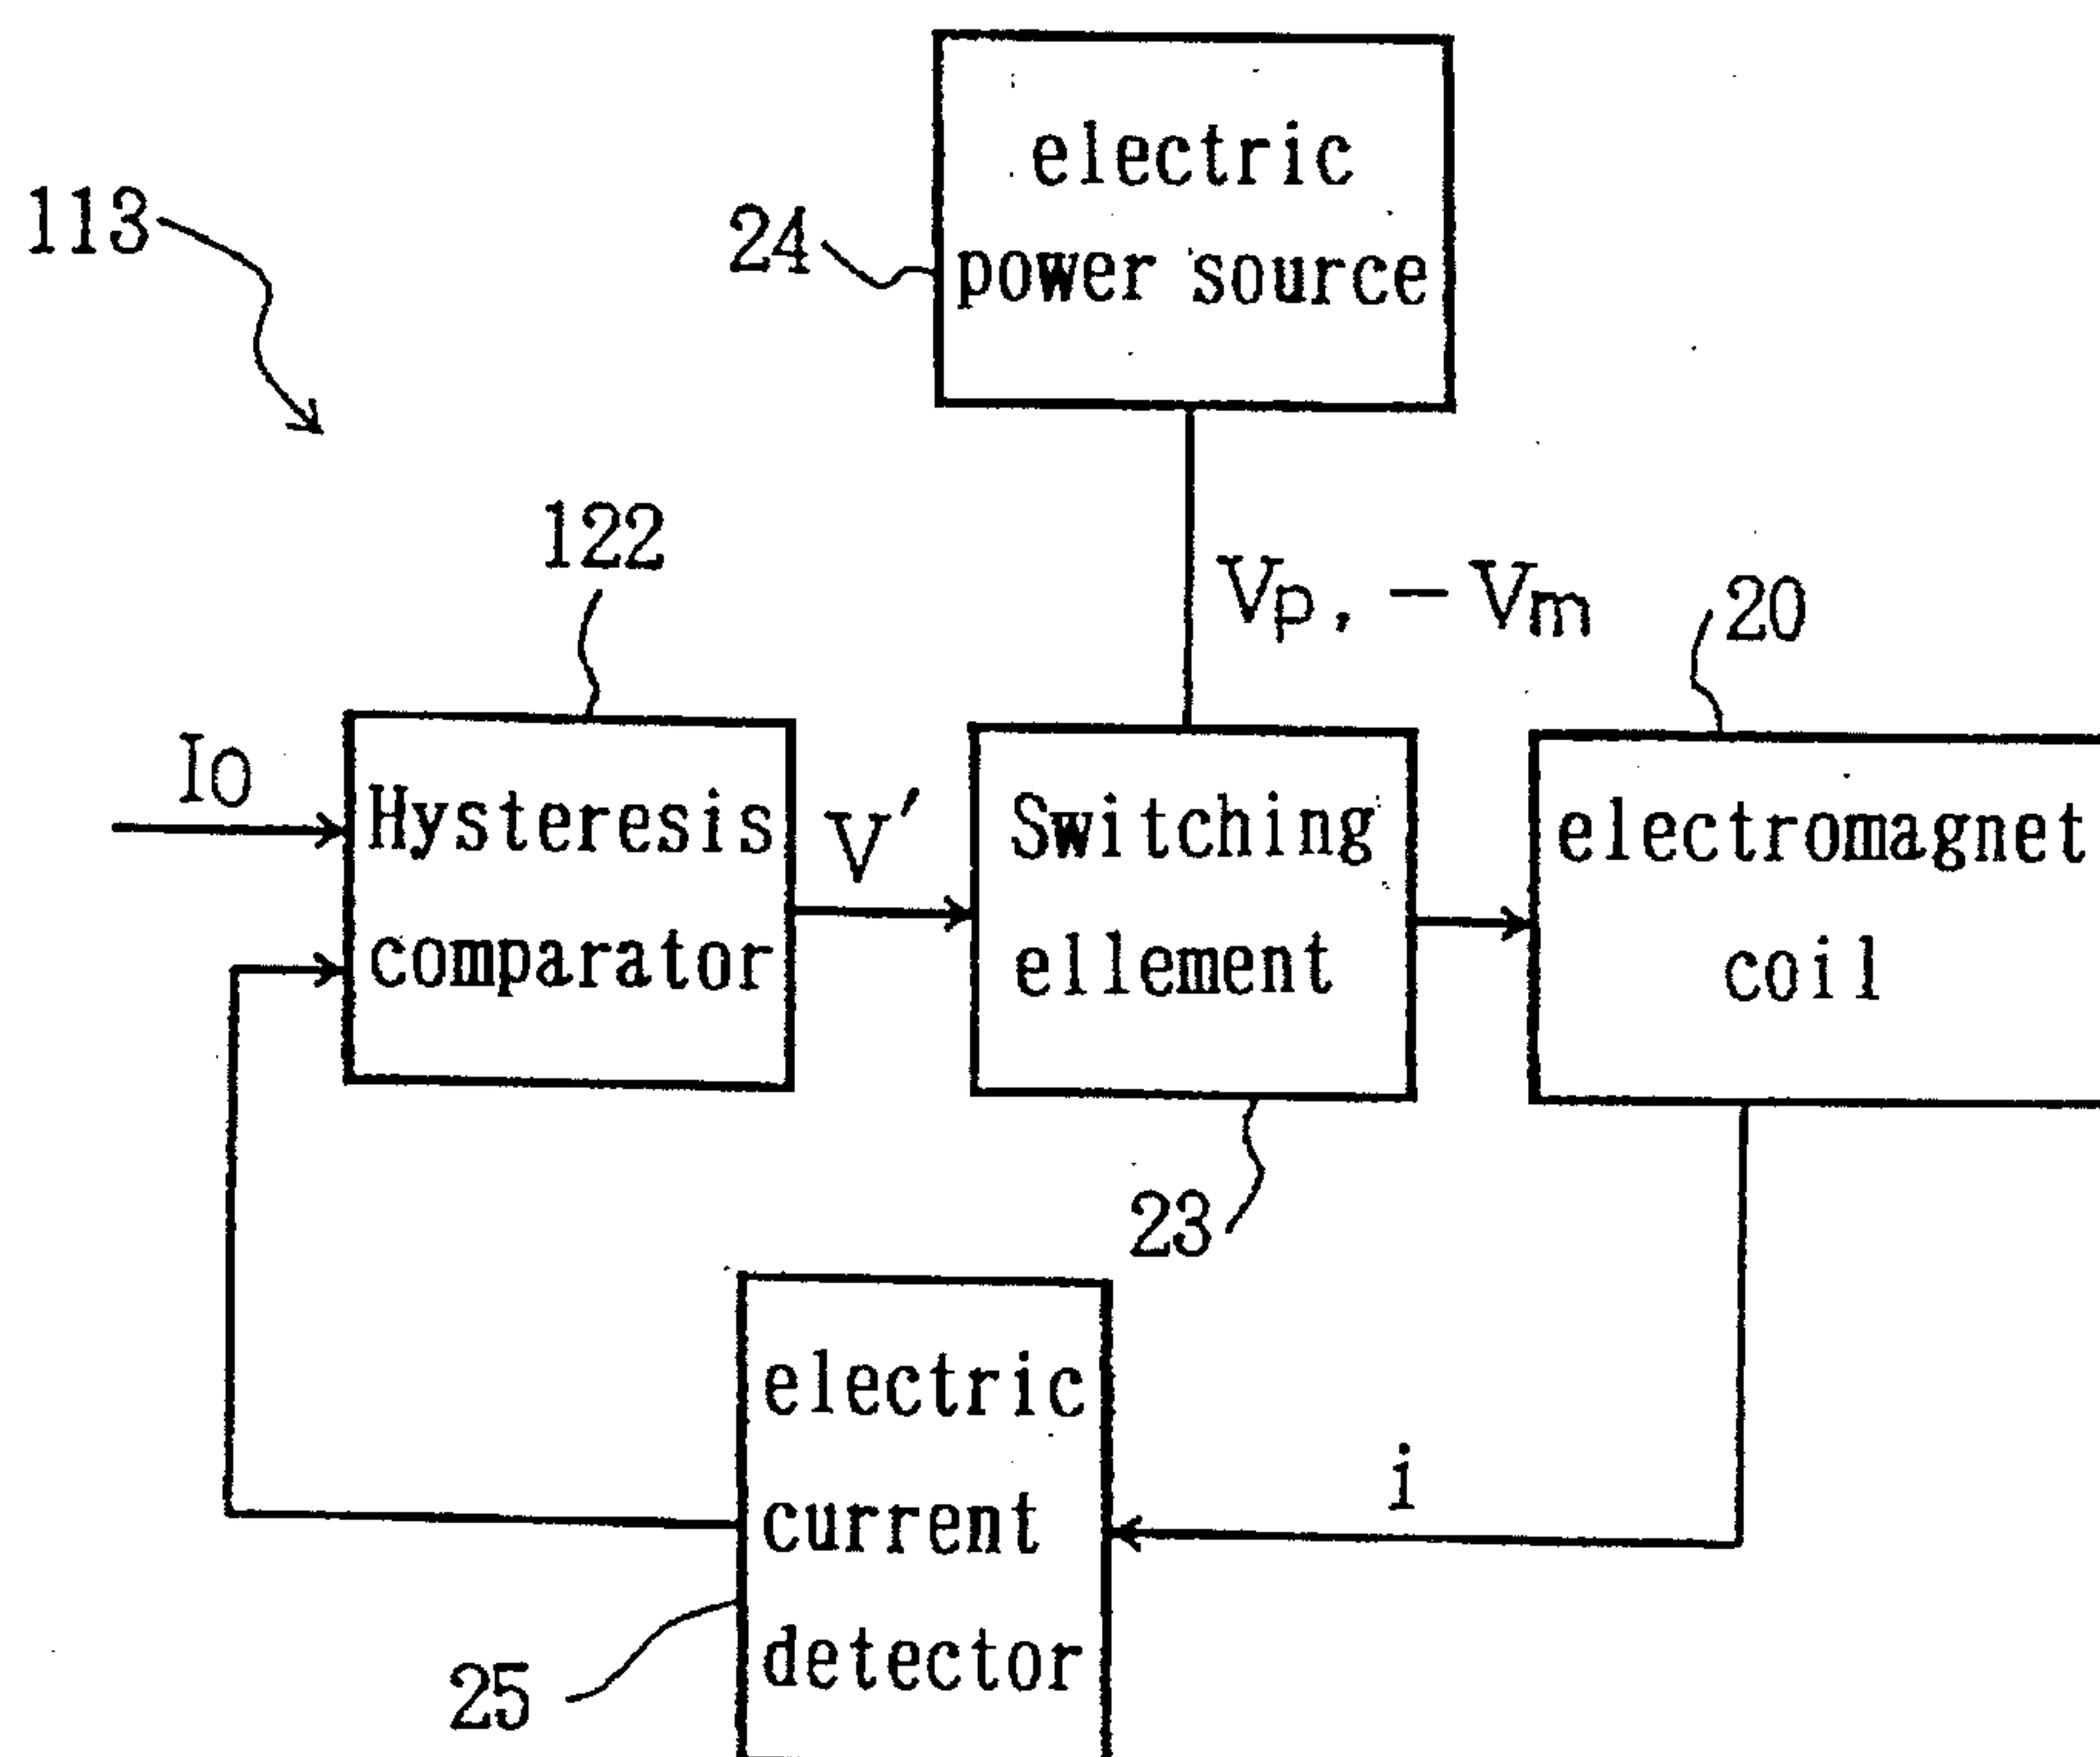 electric
power source
113
24
122
Vp, - Vm
20
IO
Hysteresis
comparator
V'
Switching
ellement
electromagnet
coil
23
electric
current
detector
i
25